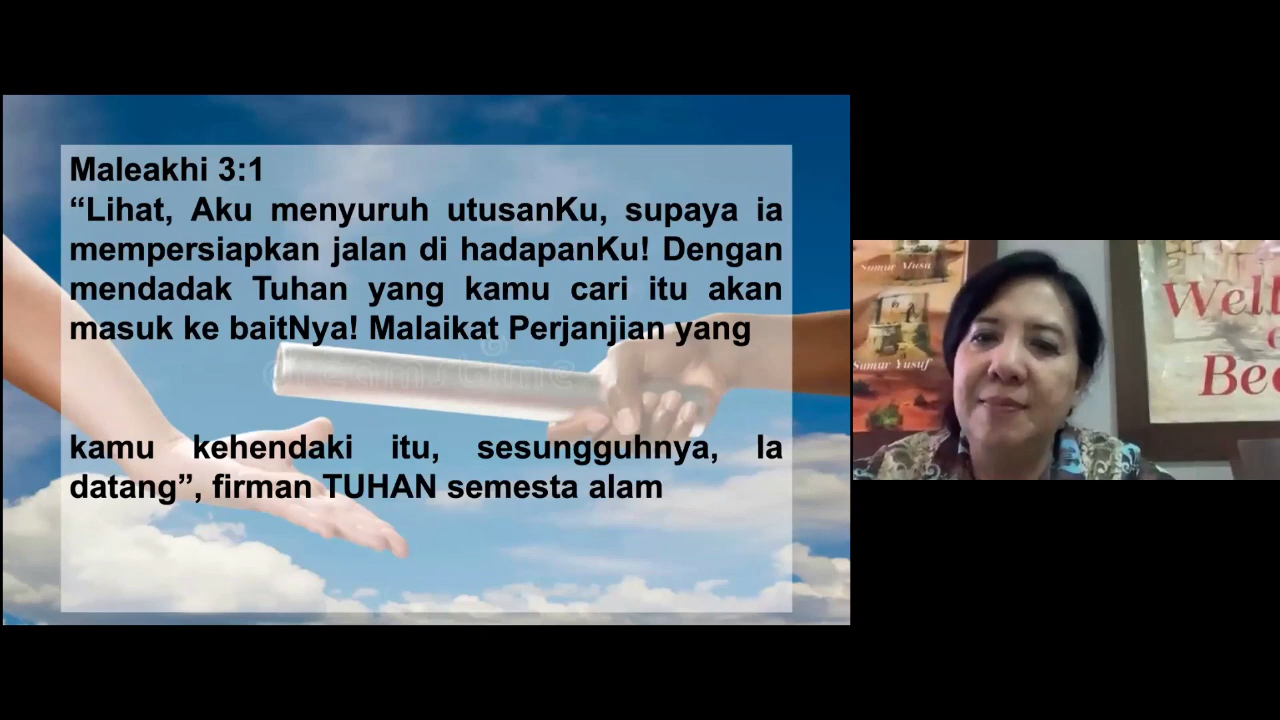 Maleakhi 3:1
“Lihat, Aku menyuruh utusanKu, supaya ia
mempersiapkan jalan di hadapanKu! Dengan
mendadak Tuhan yang kamu cari itu akan
masuk ke baitNya! Malaikat Perjanjian yang
dreamstime
kamu kehendaki itu, sesungguhnya, Ia
datang”, firman TUHAN semesta alam
Sumur Musa
Sumur Yusuf
Well